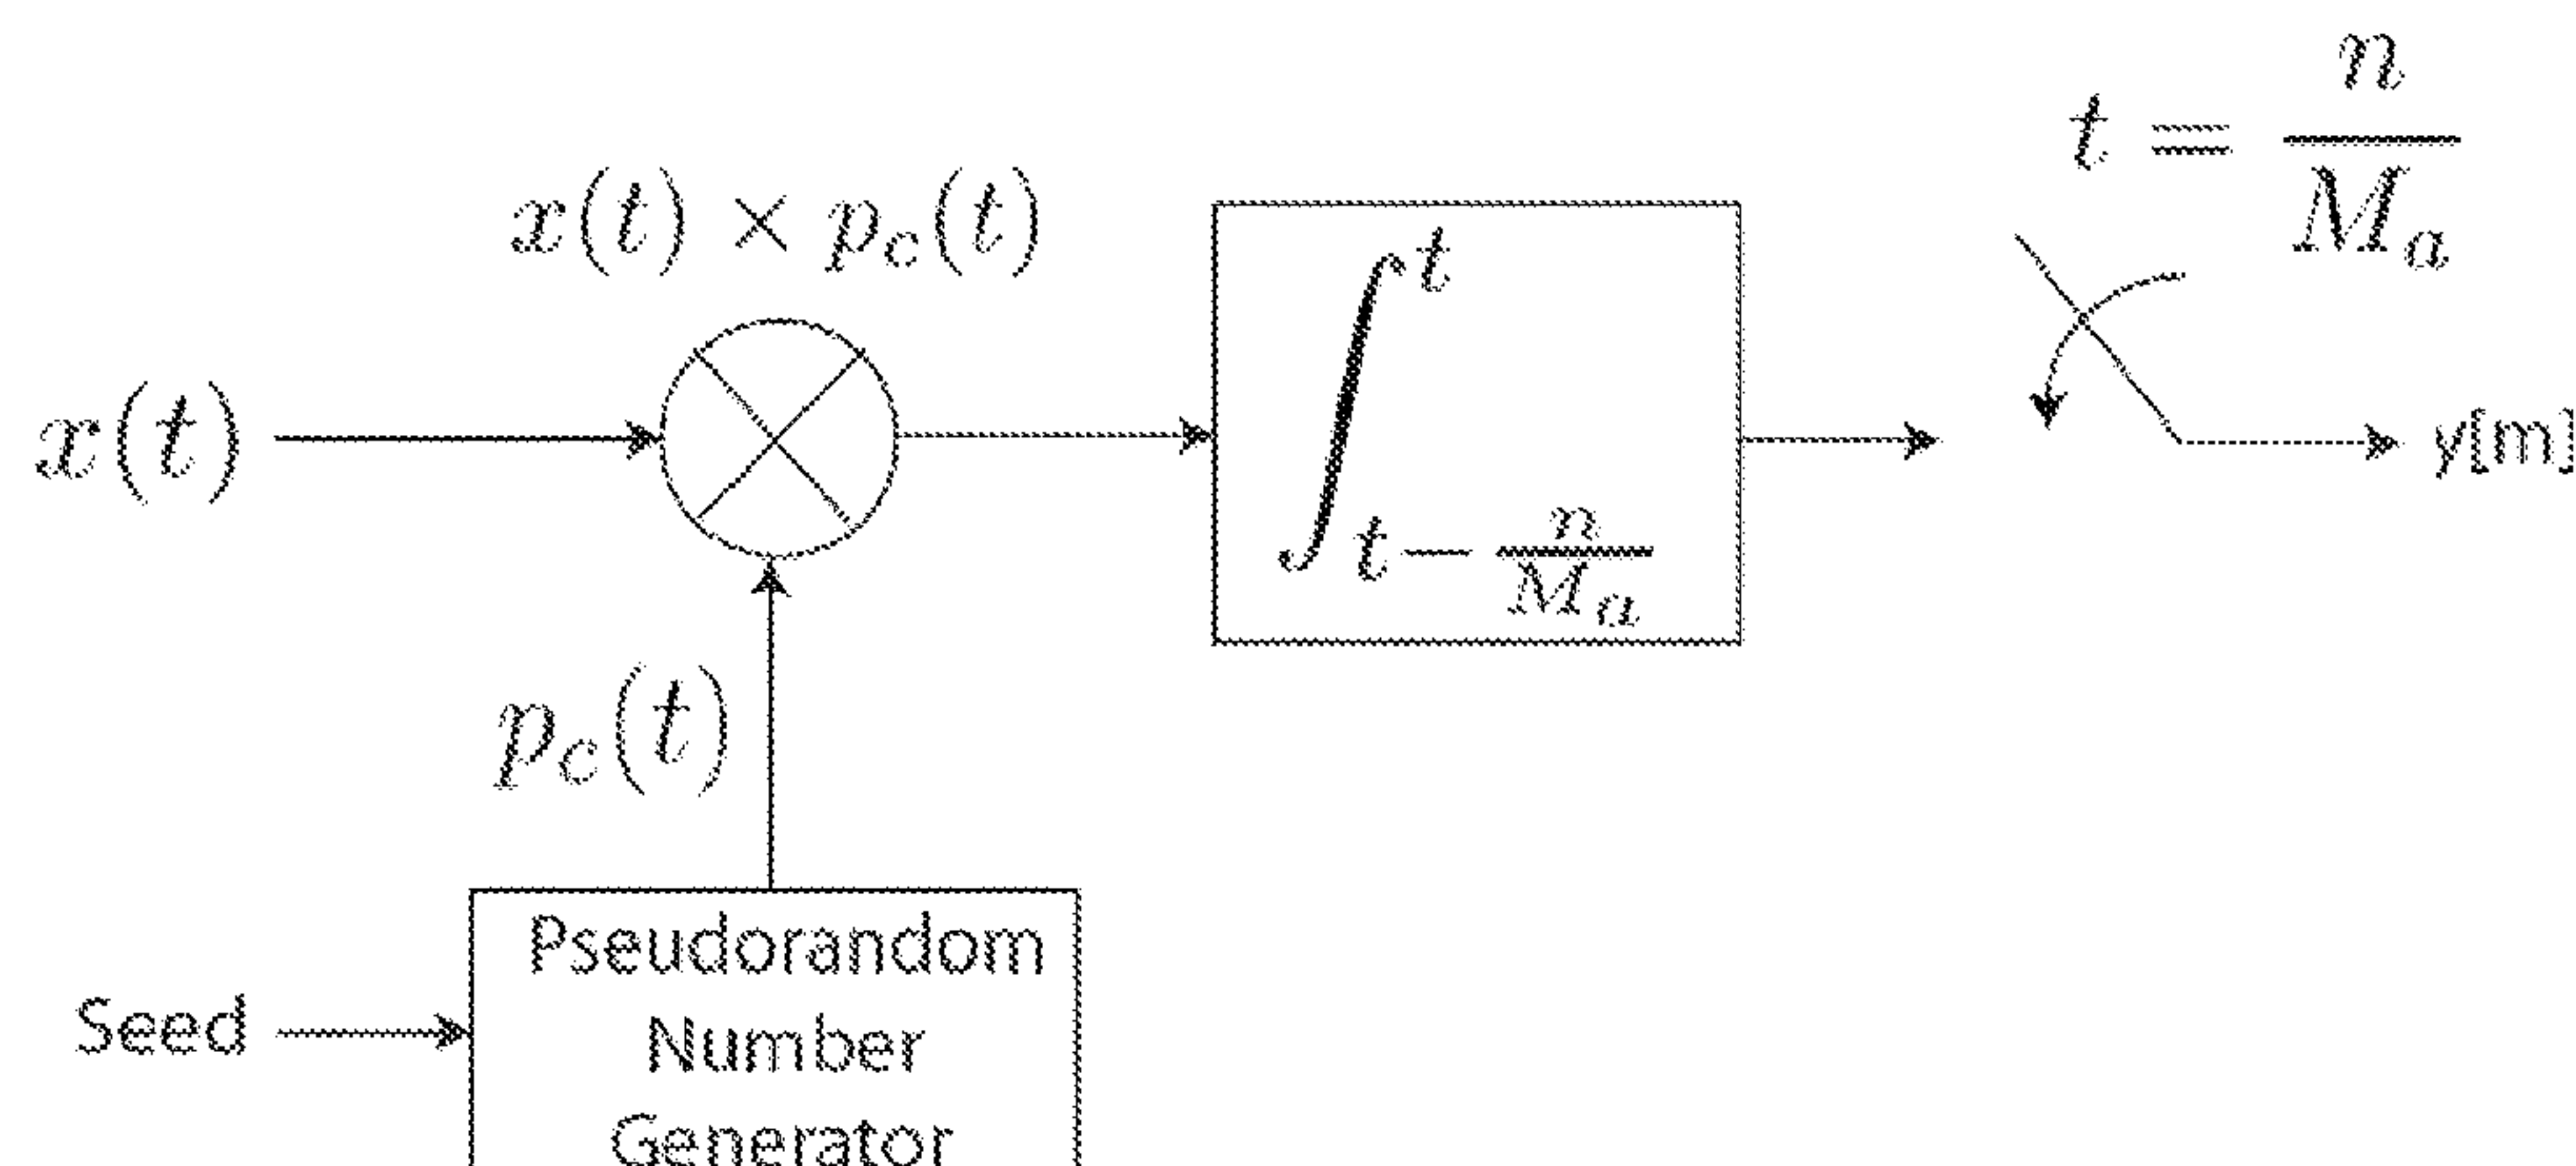 t = n/M_a
x(t) × p_c(t)
∫_{t - n/M_a}^{t}
x(t)
y[m]
p_c(t)
Seed
Pseudorandom
Number
Generator